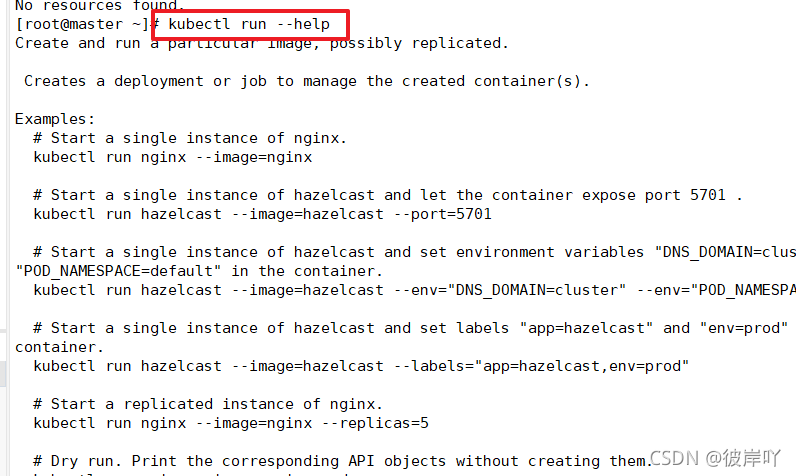 No resources found.
[root@master ~]# kubectl run --help
Create and run a particular image, possibly replicated.
Creates a deployment or job to manage the created container(s).
Examples:
# Start a single instance of nginx.
kubectl run nginx --image=nginx
# Start a single instance of hazelcast and let the container expose port 5701 .
kubectl run hazelcast --image=hazelcast --port=5701
# Start a single instance of hazelcast and set environment variables "DNS_DOMAIN=clus
"POD_NAMESPACE=default" in the container.
kubectl run hazelcast --image=hazelcast --env="DNS_DOMAIN=cluster" --env="POD_NAMESPA
# Start a single instance of hazelcast and set labels "app=hazelcast" and "env=prod"
container.
kubectl run hazelcast --image=hazelcast --labels="app=hazelcast,env=prod"
# Start a replicated instance of nginx.
kubectl run nginx --image=nginx --replicas=5
# Dry run. Print the corresponding API objects without creating them.
CSDN @彼岸吖